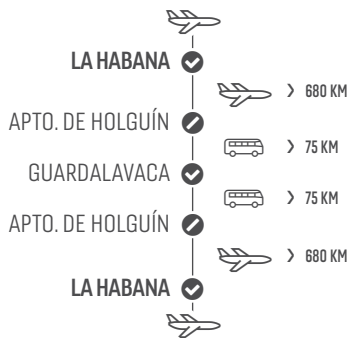 LA HABANA
> 680 KM
APTO. DE HOLGUÍN
> 75 KM
GUARDALAVACA
> 75 KM
APTO. DE HOLGUÍN
> 680 KM
LA HABANA